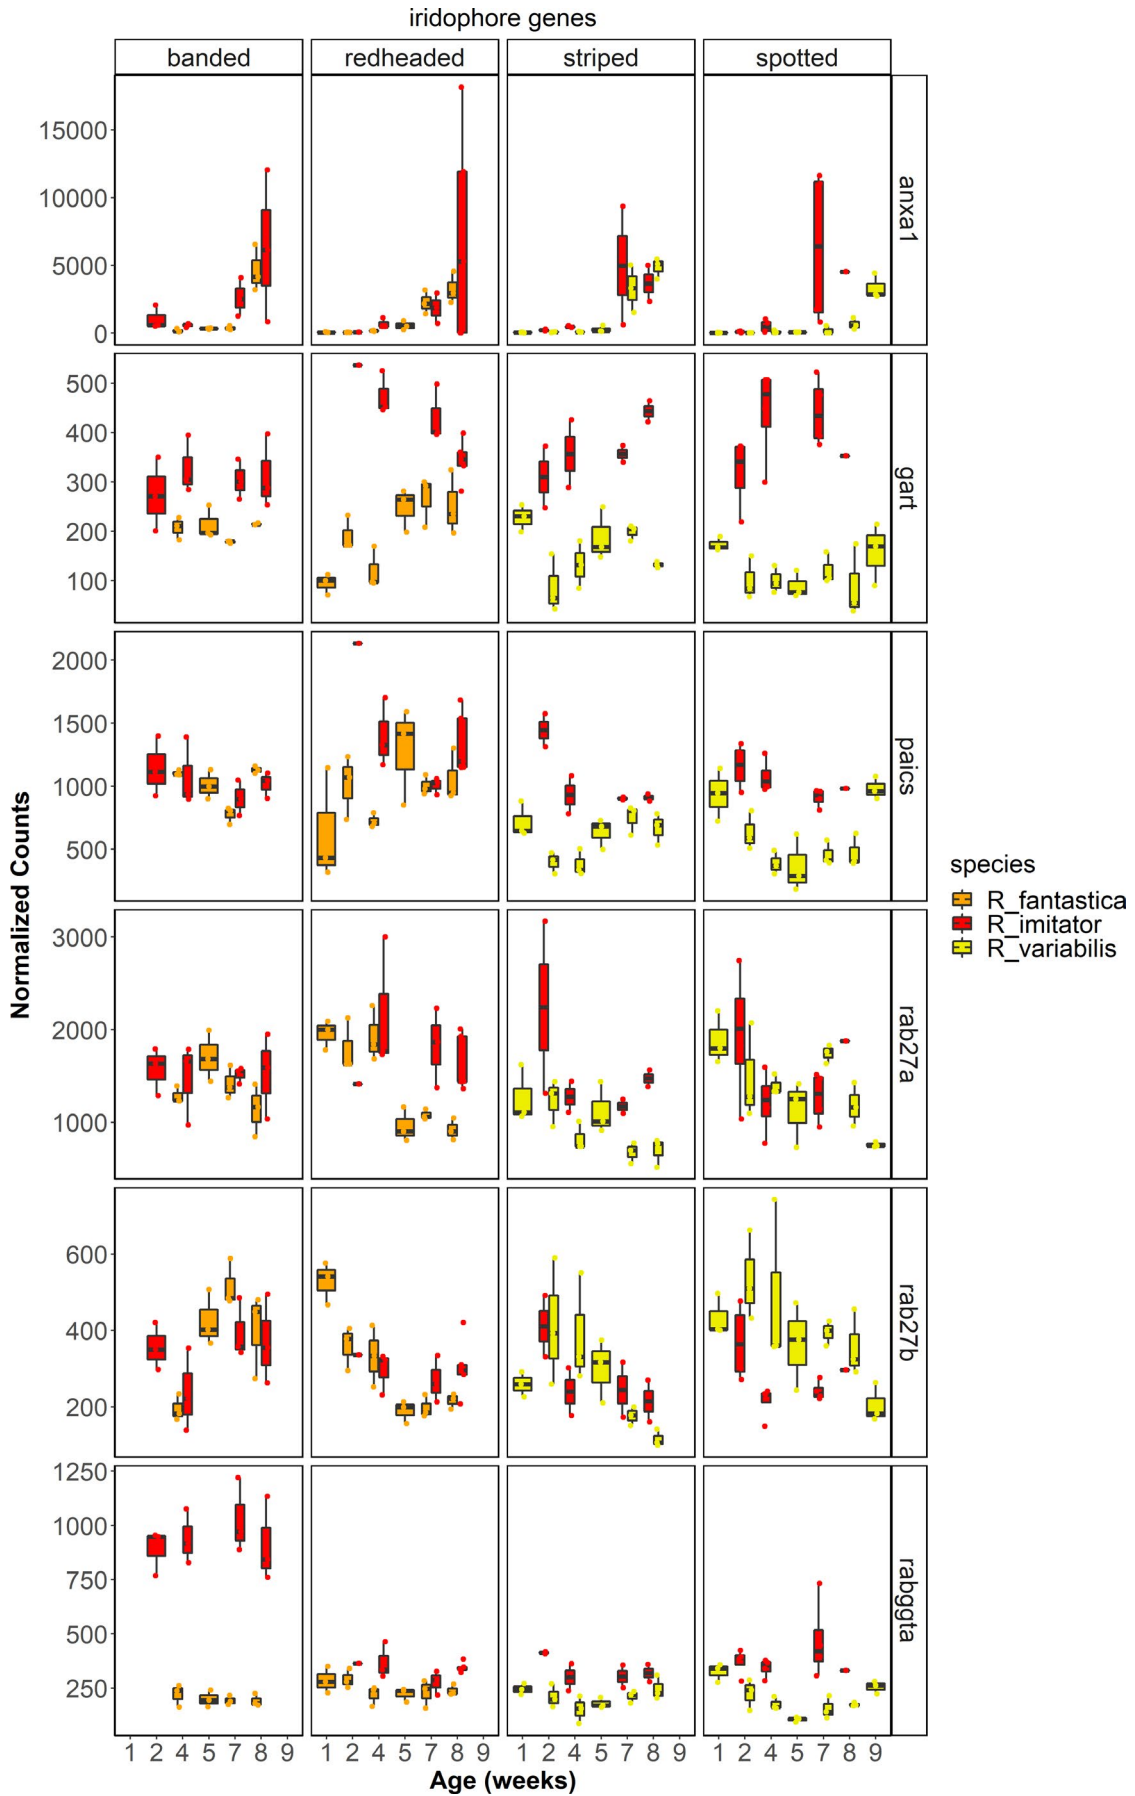 iridophore genes
banded redheaded striped spotted
15000
10000
5000
0
anxa1
500
400
300
200
100
gart
2000
1500
1000
500
paics
3000
2000
1000
rab27a
600
400
200
rab27b
1250
1000
750
500
250
rabggta
Normalized Counts
1 2 4 5 7 8 9 1 2 4 5 7 8 9 1 2 4 5 7 8 9 1 2 4 5 7 8 9
Age (weeks)
species
R_fantastica
R_imitator
R_variabilis